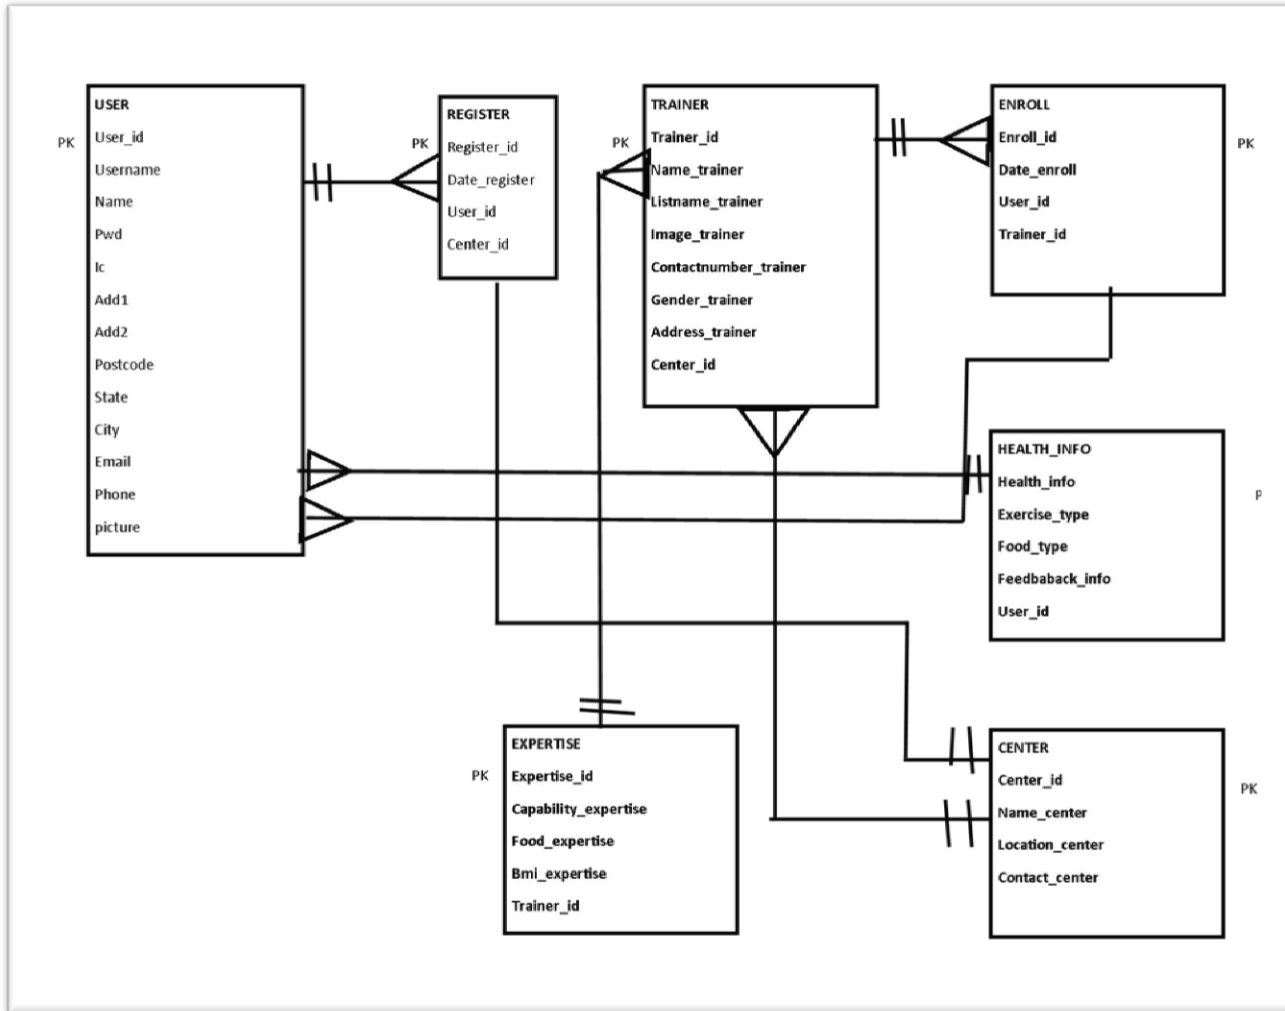 USER
PK
User_id
Username
Name
Pwd
Ic
Add1
Add2
Postcode
State
City
Email
Phone
picture
REGISTER
PK
Register_id
Date_register
User_id
Center_id
TRAINER
PK
Trainer_id
Name_trainer
Listname_trainer
Image_trainer
Contactnumber_trainer
Gender_trainer
Address_trainer
Center_id
ENROLL
Enroll_id
PK
Date_enroll
User_id
Trainer_id
HEALTH_INFO
Health_info
P
Exercise_type
Food_type
Feedbaback_info
User_id
EXPERTISE
PK
Expertise_id
Capability_expertise
Food_expertise
Bmi_expertise
Trainer_id
CENTER
Center_id
PK
Name_center
Location_center
Contact_center